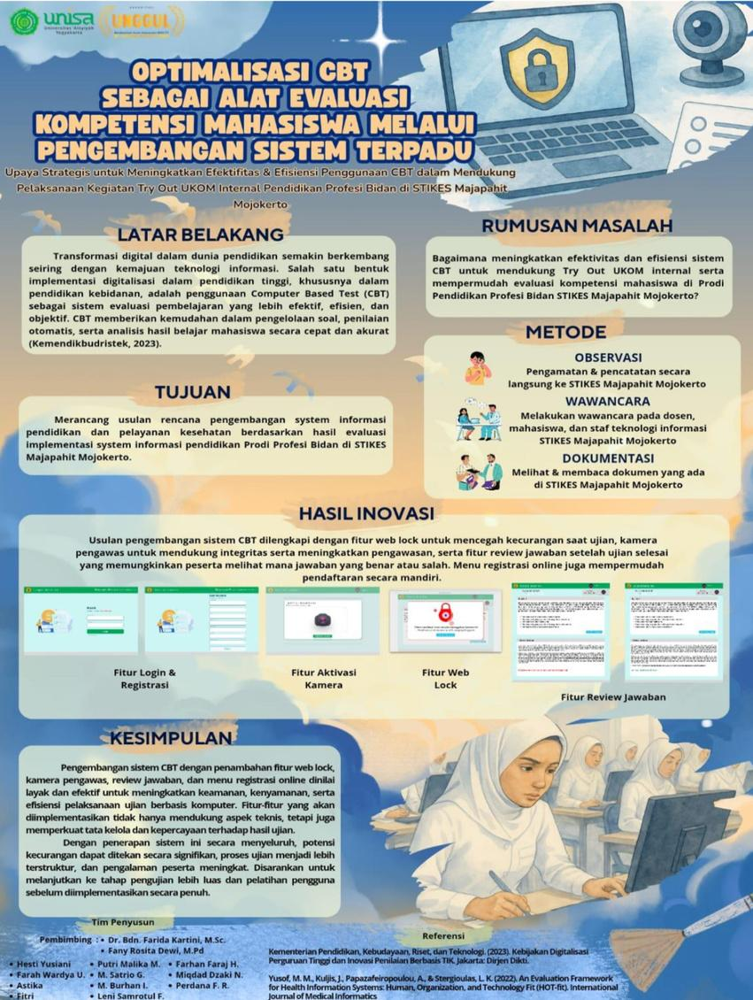 unisa
Universitas 'Aisyiyah
Yogyakarta
UNGGUL
OPTIMALISASI CBT
SEBAGAI ALAT EVALUASI
KOMPETENSI MAHASISWA MELALUI
PENGEMBANGAN SISTEM TERPADU
Upaya Strategis untuk Meningkatkan Efektifitas & Efisiensi Penggunaan CBT dalam Mendukung
Pelaksanaan Kegiatan Try Out UKOM Internal Pendidikan Profesi Bidan di STIKES Majapahit
Mojokerto
LATAR BELAKANG
Transformasi digital dalam dunia pendidikan semakin berkembang
seiring dengan kemajuan teknologi informasi. Salah satu bentuk
implementasi digitalisasi dalam pendidikan tinggi, khususnya dalam
pendidikan kebidanan, adalah penggunaan Computer Based Test (CBT)
sebagai sistem evaluasi pembelajaran yang lebih efektif, efisien, dan
objektif. CBT memberikan kemudahan dalam pengelolaan soal, penilaian
otomatis, serta analisis hasil belajar mahasiswa secara cepat dan akurat
(Kemendikbudristek, 2023).
TUJUAN
Merancang usulan rencana pengembangan system informasi
pendidikan dan pelayanan kesehatan berdasarkan hasil evaluasi
implementasi system informasi pendidikan Prodi Profesi Bidan di STIKES
Majapahit Mojokerto.
RUMUSAN MASALAH
Bagaimana meningkatkan efektivitas dan efisiensi sistem
CBT untuk mendukung Try Out UKOM internal serta
mempermudah evaluasi kompetensi mahasiswa di Prodi
Pendidikan Profesi Bidan STIKES Majapahit Mojokerto?
METODE
OBSERVASI
Pengamatan & pencatatan secara
langsung ke STIKES Majapahit Mojokerto
WAWANCARA
Melakukan wawancara pada dosen,
mahasiswa, dan staf teknologi informasi
STIKES Majapahit Mojokerto
DOKUMENTASI
Melihat & membaca dokumen yang ada
di STIKES Majapahit Mojokerto
HASIL INOVASI
Usulan pengembangan sistem CBT dilengkapi dengan fitur web lock untuk mencegah kecurangan saat ujian, kamera
pengawas untuk mendukung integritas serta meningkatkan pengawasan, serta fitur review jawaban setelah ujian selesai
yang memungkinkan peserta melihat mana jawaban yang benar atau salah. Menu registrasi online juga mempermudah
pendaftaran secara mandiri.
Fitur Login &
Registrasi
Fitur Aktivasi
Kamera
Fitur Web
Lock
Fitur Review Jawaban
KESIMPULAN
Pengembangan sistem CBT dengan penambahan fitur web lock,
kamera pengawas, review jawaban, dan menu registrasi online dinilai
layak dan efektif untuk meningkatkan keamanan, kenyamanan, serta
efisiensi pelaksanaan ujian berbasis komputer. Fitur-fitur yang akan
diimplementasikan tidak hanya mendukung aspek teknis, tetapi juga
memperkuat tata kelola dan kepercayaan terhadap hasil ujian.
Dengan penerapan sistem ini secara menyeluruh, potensi
kecurangan dapat ditekan secara signifikan, proses ujian menjadi lebih
terstruktur, dan pengalaman peserta meningkat. Disarankan untuk
melanjutkan ke tahap pengujian lebih luas dan pelatihan pengguna
sebelum diimplementasikan secara penuh.
Tim Penyusun
Pembimbing : • Dr. Bdn. Farida Kartini, M.Sc.
• Fany Rosita Dewi, M.Pd
• Hesti Yusiani
• Farah Wardya U.
• Astika
• Fitri
• Putri Malika M.
• M. Satrio G.
• M. Burhan I.
• Leni Samrotul F.
• Farhan Faraj H.
• Miqdad Dzaki N.
• Perdana F. R.
Referensi
Kementerian Pendidikan, Kebudayaan, Riset, dan Teknologi. (2023). Kebijakan Digitalisasi
Perguruan Tinggi dan Inovasi Penilaian Berbasis TIK. Jakarta: Dirjen Dikti.
Yusof, M. M., Kuljis, J., Papazafeiropoulou, A., & Stergioulas, L. K. (2022). An Evaluation Framework
for Health Information Systems: Human, Organization, and Technology Fit (HOT-fit). International
Journal of Medical Informatics